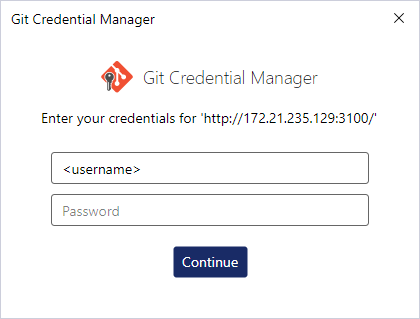 Git Credential Manager
Git Credential Manager
Enter your credentials for 'http://172.21.235.129:3100/'
<username>
Password
Continue